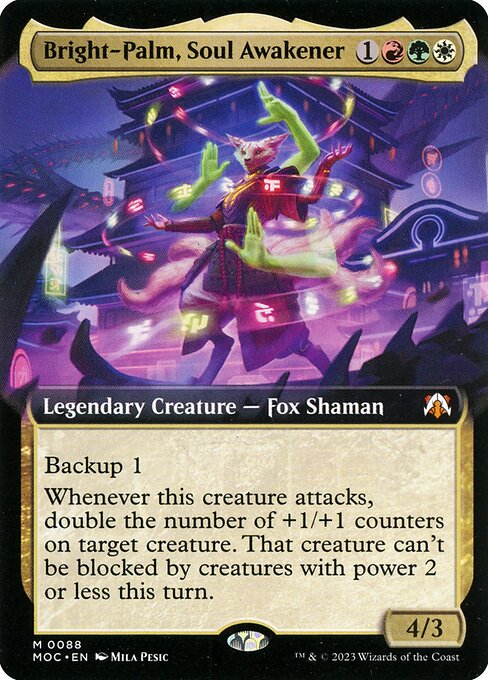 Bright-Palm, Soul Awakener 1
Legendary Creature — Fox Shaman
Backup 1
Whenever this creature attacks,
double the number of +1/+1 counters
on target creature. That creature can't
be blocked by creatures with power 2
or less this turn.
4/3
M 0088
MOC • EN MILA PESIC
™ & © 2023 Wizards of the Coast